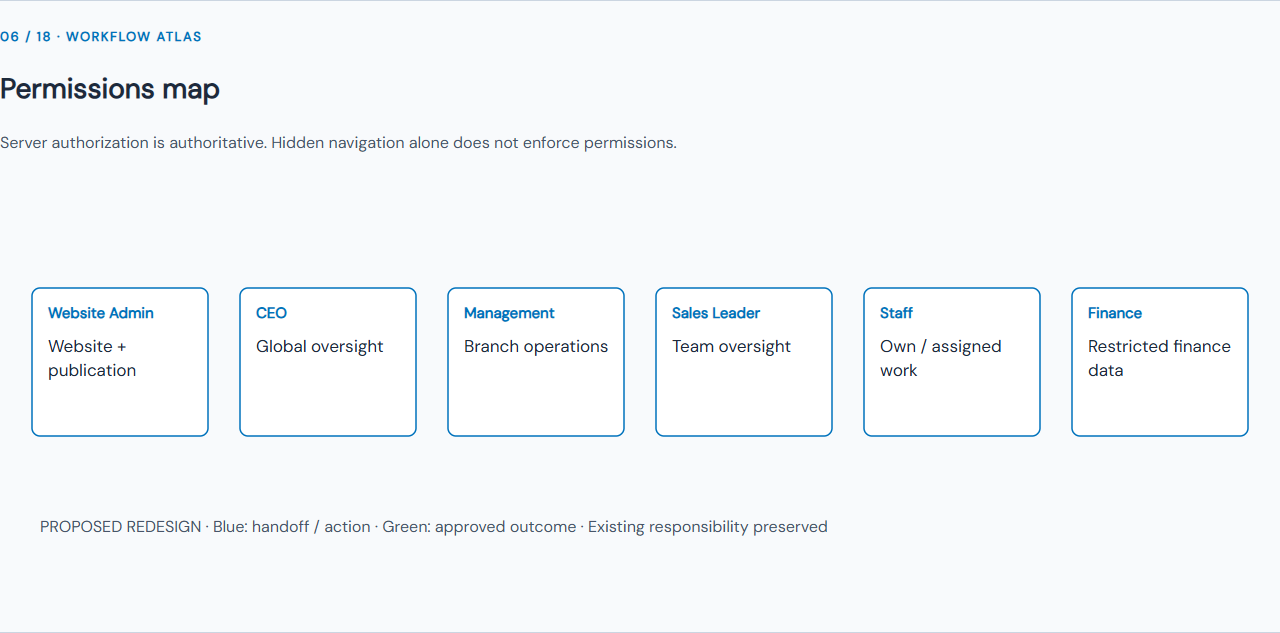 06 / 18 · WORKFLOW ATLAS
Permissions map
Server authorization is authoritative. Hidden navigation alone does not enforce permissions.
Website Admin
Website +
publication
CEO
Global oversight
Management
Branch operations
Sales Leader
Team oversight
Staff
Own / assigned
work
Finance
Restricted finance
data
PROPOSED REDESIGN · Blue: handoff / action · Green: approved outcome · Existing responsibility preserved